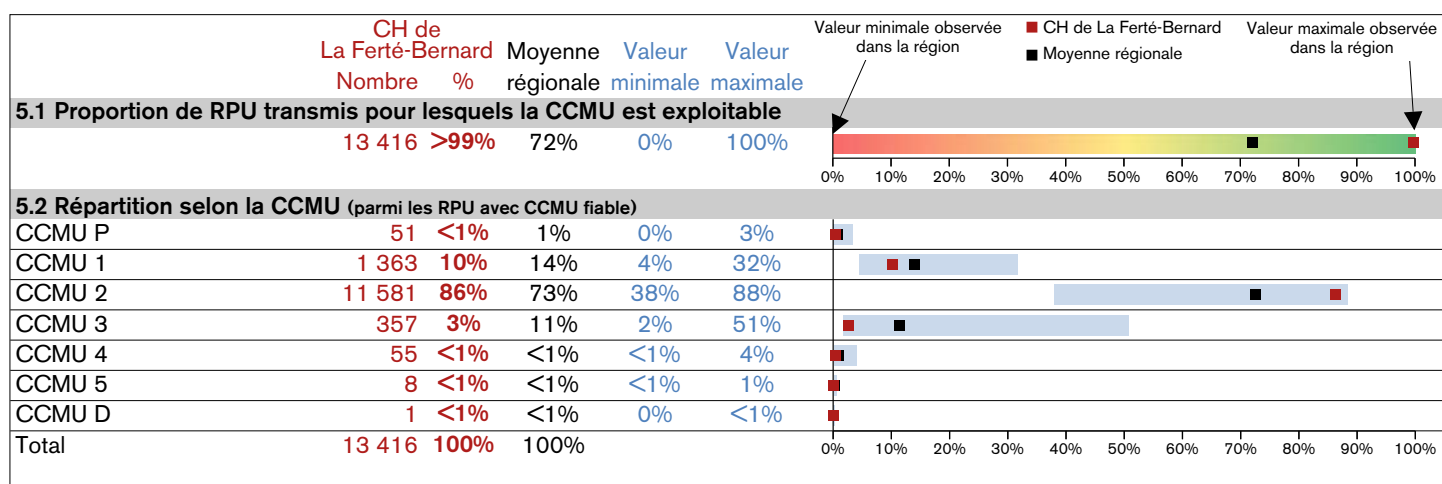 CH de
La Ferté-Bernard Moyenne Valeur Valeur
Nombre % régionale minimale maximale
Valeur minimale observée
dans la région
CH de La Ferté-Bernard
Moyenne régionale
Valeur maximale observée
dans la région
5.1 Proportion de RPU transmis pour lesquels la CCMU est exploitable
13 416 >99% 72% 0% 100%
0% 10% 20% 30% 40% 50% 60% 70% 80% 90% 100%
5.2 Répartition selon la CCMU (parmi les RPU avec CCMU fiable)
CCMU P 51 <1% 1% 0% 3%
CCMU 1 1 363 10% 14% 4% 32%
CCMU 2 11 581 86% 73% 38% 88%
CCMU 3 357 3% 11% 2% 51%
CCMU 4 55 <1% <1% <1% 4%
CCMU 5 8 <1% <1% <1% 1%
CCMU D 1 <1% <1% 0% <1%
Total 13 416 100% 100%
0% 10% 20% 30% 40% 50% 60% 70% 80% 90% 100%